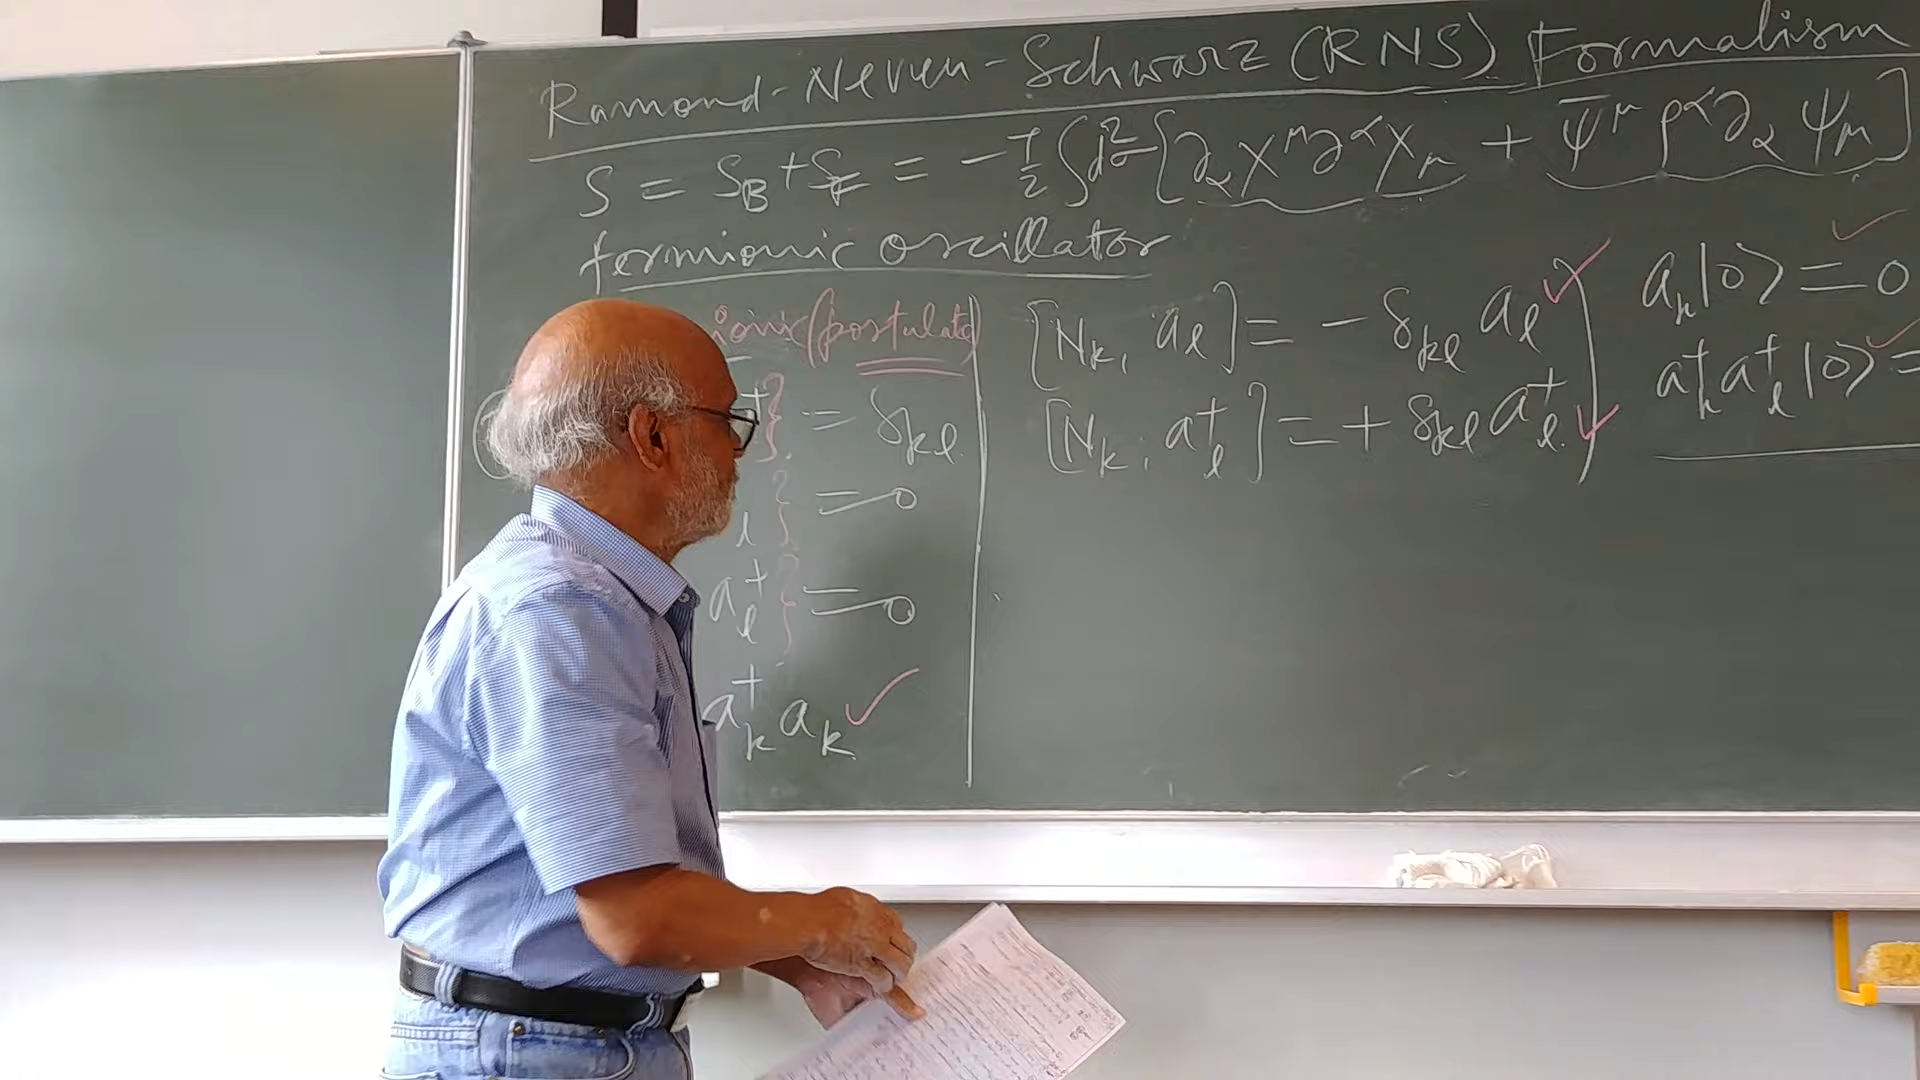 Ramond-Neveu-Schwarz (RNS) Formalism
S = S_B + S_F = -T/2 ∫d²σ [∂_α X^μ ∂^α X_μ + ψ̄^μ ρ^α ∂_α ψ_μ]
fermionic oscillator
ionic (postulate)
† } = δ_kl
l } = 0
a_l† } = 0
a_k† a_k ✓
[N_k, a_l] = - δ_kl a_l ✓
[N_k, a_l†] = + δ_kl a_l† ✓
a_k|0> = 0 ✓
a_k† a_l†|0> = ✓